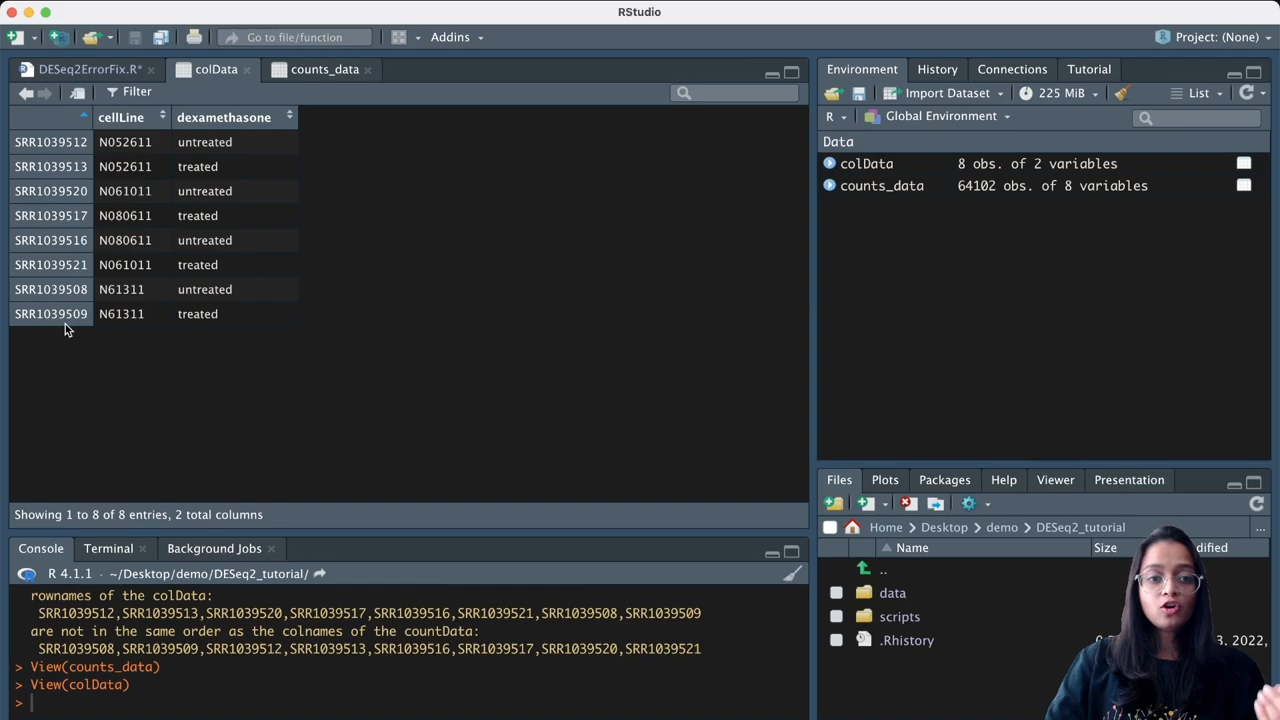 RStudio
Go to file/function
Addins
Project: (None)
DESeq2ErrorFix.R*
colData
counts_data
Filter
cellLine dexamethasone
SRR1039512 N052611 untreated
SRR1039513 N052611 treated
SRR1039520 N061011 untreated
SRR1039517 N080611 treated
SRR1039516 N080611 untreated
SRR1039521 N061011 treated
SRR1039508 N61311 untreated
SRR1039509 N61311 treated
Showing 1 to 8 of 8 entries, 2 total columns
Console Terminal Background Jobs
R 4.1.1 · ~/Desktop/demo/DESeq2_tutorial/
rownames of the colData:
SRR1039512,SRR1039513,SRR1039520,SRR1039517,SRR1039516,SRR1039521,SRR1039508,SRR1039509
are not in the same order as the colnames of the countData:
SRR1039508,SRR1039509,SRR1039512,SRR1039513,SRR1039516,SRR1039517,SRR1039520,SRR1039521
> View(counts_data)
> View(colData)
>
Environment History Connections Tutorial
Import Dataset 225 MiB List
R Global Environment
Data
colData 8 obs. of 2 variables
counts_data 64102 obs. of 8 variables
Files Plots Packages Help Viewer Presentation
Home Desktop demo DESeq2_tutorial ...
Name Size
..
data
scripts
.Rhistory 2022,